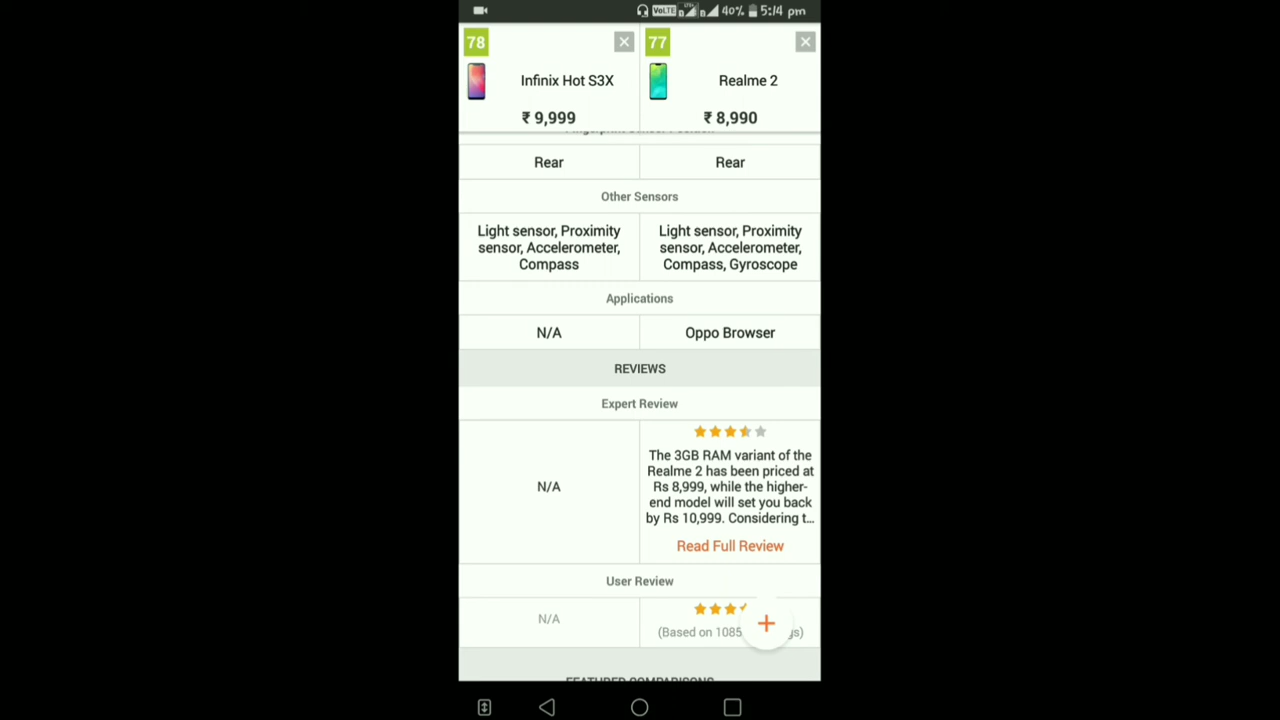 VoLTE 40% 5:14 pm
78 77
Infinix Hot S3X Realme 2
₹ 9,999 ₹ 8,990
Rear Rear
Other Sensors
Light sensor, Proximity Light sensor, Proximity
sensor, Accelerometer, sensor, Accelerometer,
Compass Compass, Gyroscope
Applications
N/A Oppo Browser
REVIEWS
Expert Review
N/A
The 3GB RAM variant of the
Realme 2 has been priced at
Rs 8,999, while the higher-
end model will set you back
by Rs 10,999. Considering t...
Read Full Review
User Review
N/A
(Based on 1085
FEATURED COMPARISONS